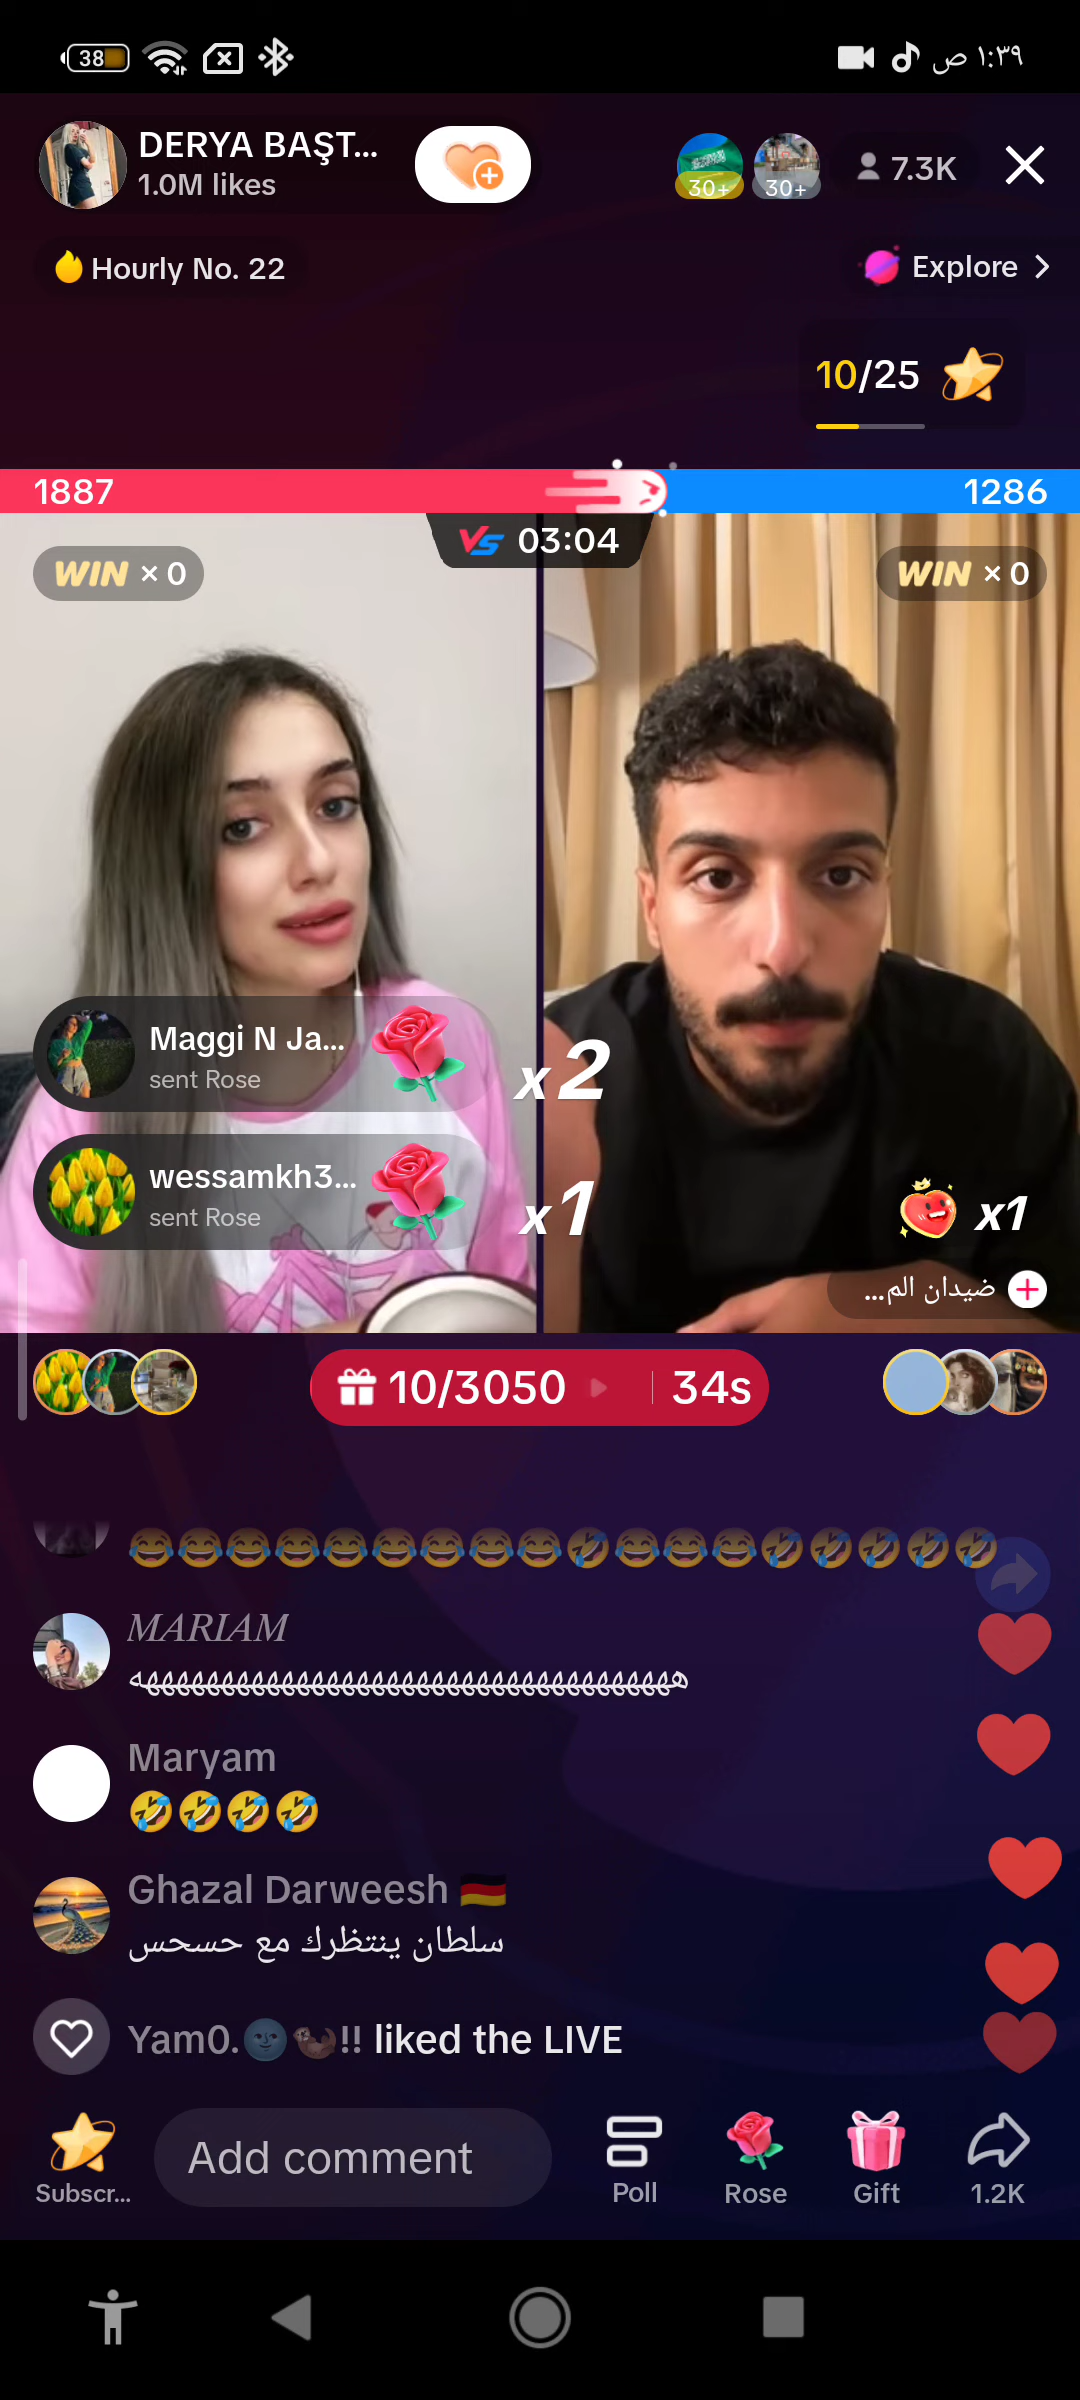 38
١:٣٩ ص
DERYA BAŞT...
1.0M likes
30+
30+
7.3K
Hourly No. 22
Explore
10/25
1887
1286
VS 03:04
WIN × 0
WIN × 0
Maggi N Ja...
sent Rose
x2
wessamkh3...
sent Rose
x1
x1
ضيدان الم...
10/3050
34s
😂😂😂😂😂😂😂😂😂🤣😂😂😂🤣🤣🤣🤣🤣
MARIAM
Maryam
🤣🤣🤣🤣
Ghazal Darweesh 🇩🇪
سلطان ينتظرك مع حسحس
Yam0.🌚🦦!! liked the LIVE
Subscr...
Add comment
Poll
Rose
Gift
1.2K